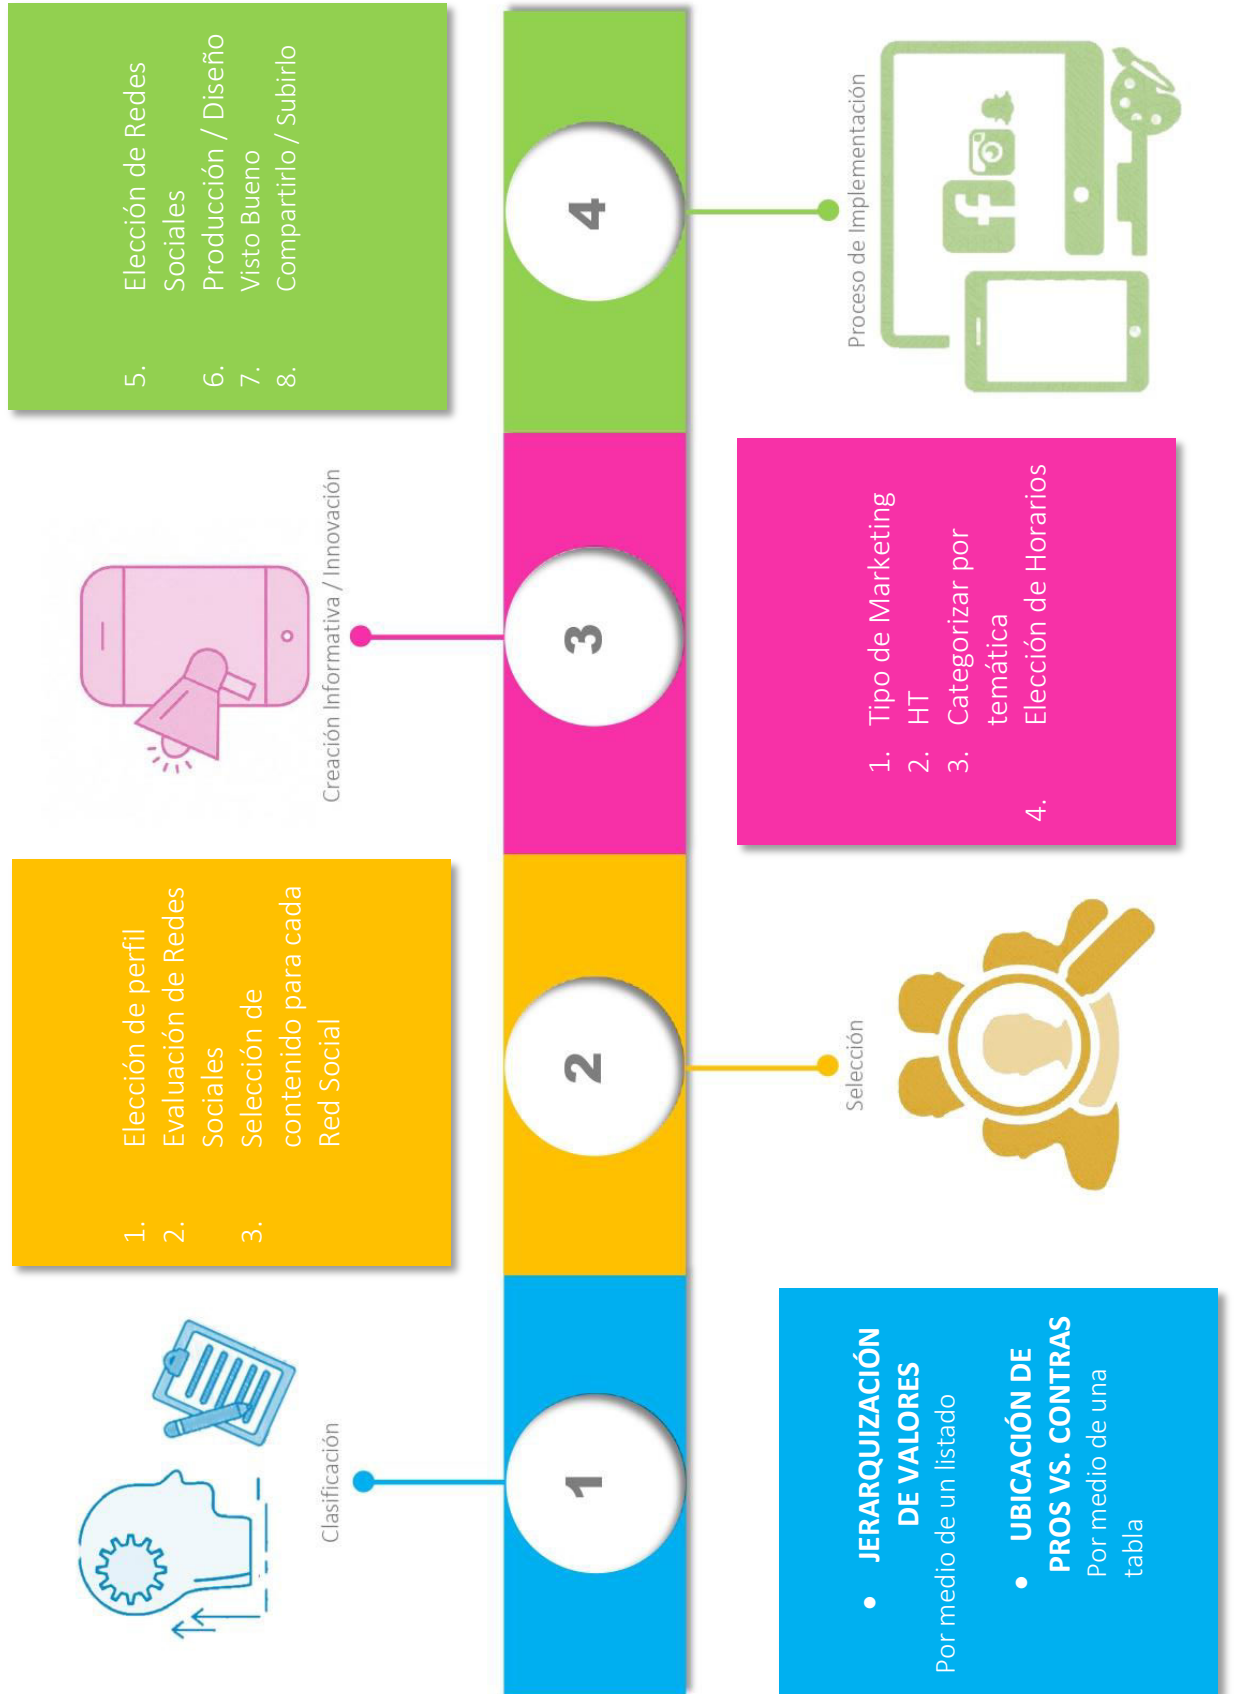 Clasificación
1
• JERARQUIZACIÓN
DE VALORES
Por medio de un listado
• UBICACIÓN DE
PROS VS. CONTRAS
Por medio de una
tabla
1. Elección de perfil
2. Evaluación de Redes
Sociales
3. Selección de
contenido para cada
Red Social
2
Selección
Creación Informativa / Innovación
3
1. Tipo de Marketing
2. HT
3. Categorizar por
temática
4. Elección de Horarios
5. Elección de Redes
Sociales
6. Producción / Diseño
7. Visto Bueno
8. Compartirlo / Subirlo
4
Proceso de Implementación
f